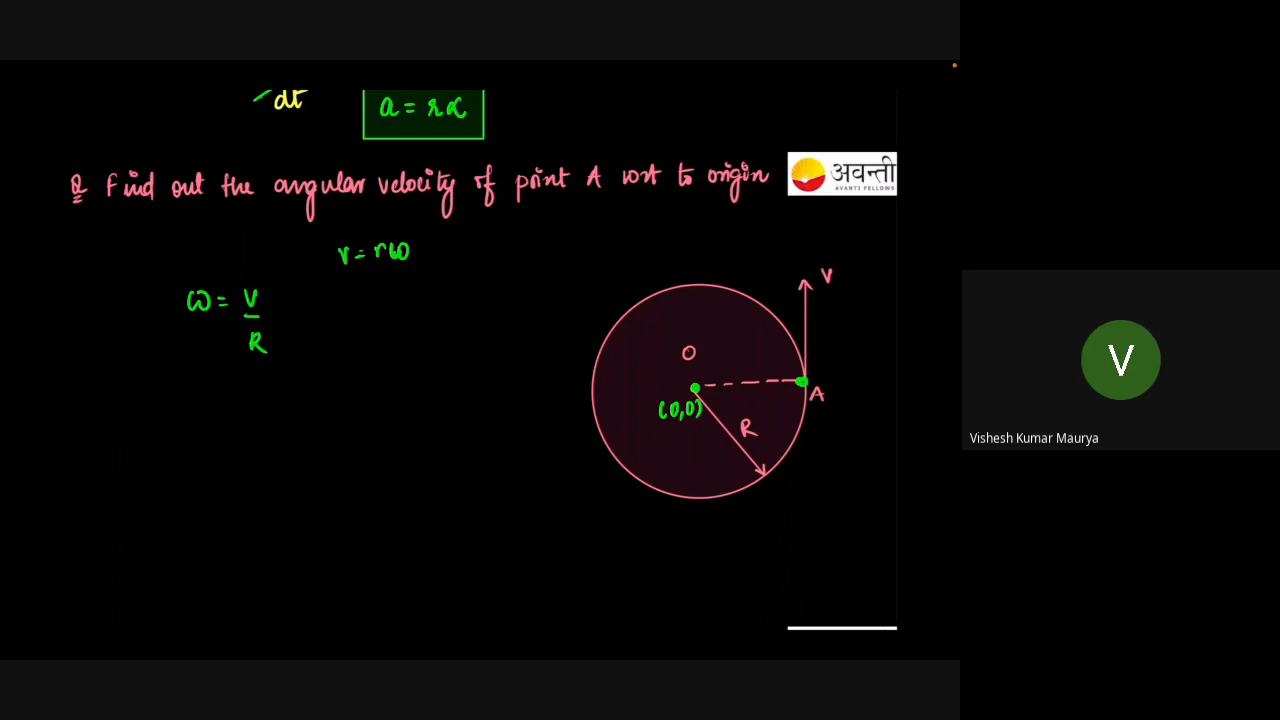 dt
a = rα
Q Find out the angular velocity of point A wrt to origin
अवन्ती
AVANTI FELLOWS
v = rω
ω = V
R
V
O
A
(0,0)
R
V
Vishesh Kumar Maurya